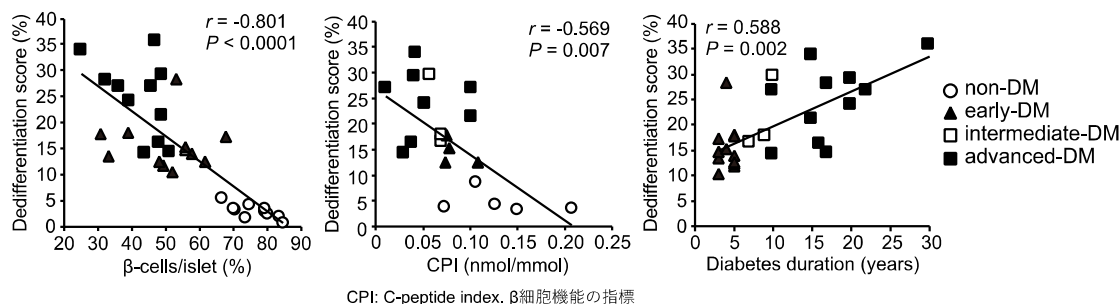 Dedifferentiation score (%)
40
35
30
25
20
15
10
5
0
r = -0.801
P < 0.0001
20 30 40 50 60 70 80 90
β-cells/islet (%)
Dedifferentiation score (%)
40
35
30
25
20
15
10
5
0
r = -0.569
P = 0.007
0 0.05 0.10 0.15 0.20 0.25
CPI (nmol/mmol)
Dedifferentiation score (%)
40
35
30
25
20
15
10
5
0
r = 0.588
P = 0.002
0 5 10 15 20 25 30
Diabetes duration (years)
non-DM
early-DM
intermediate-DM
advanced-DM
CPI: C-peptide index. β細胞機能の指標